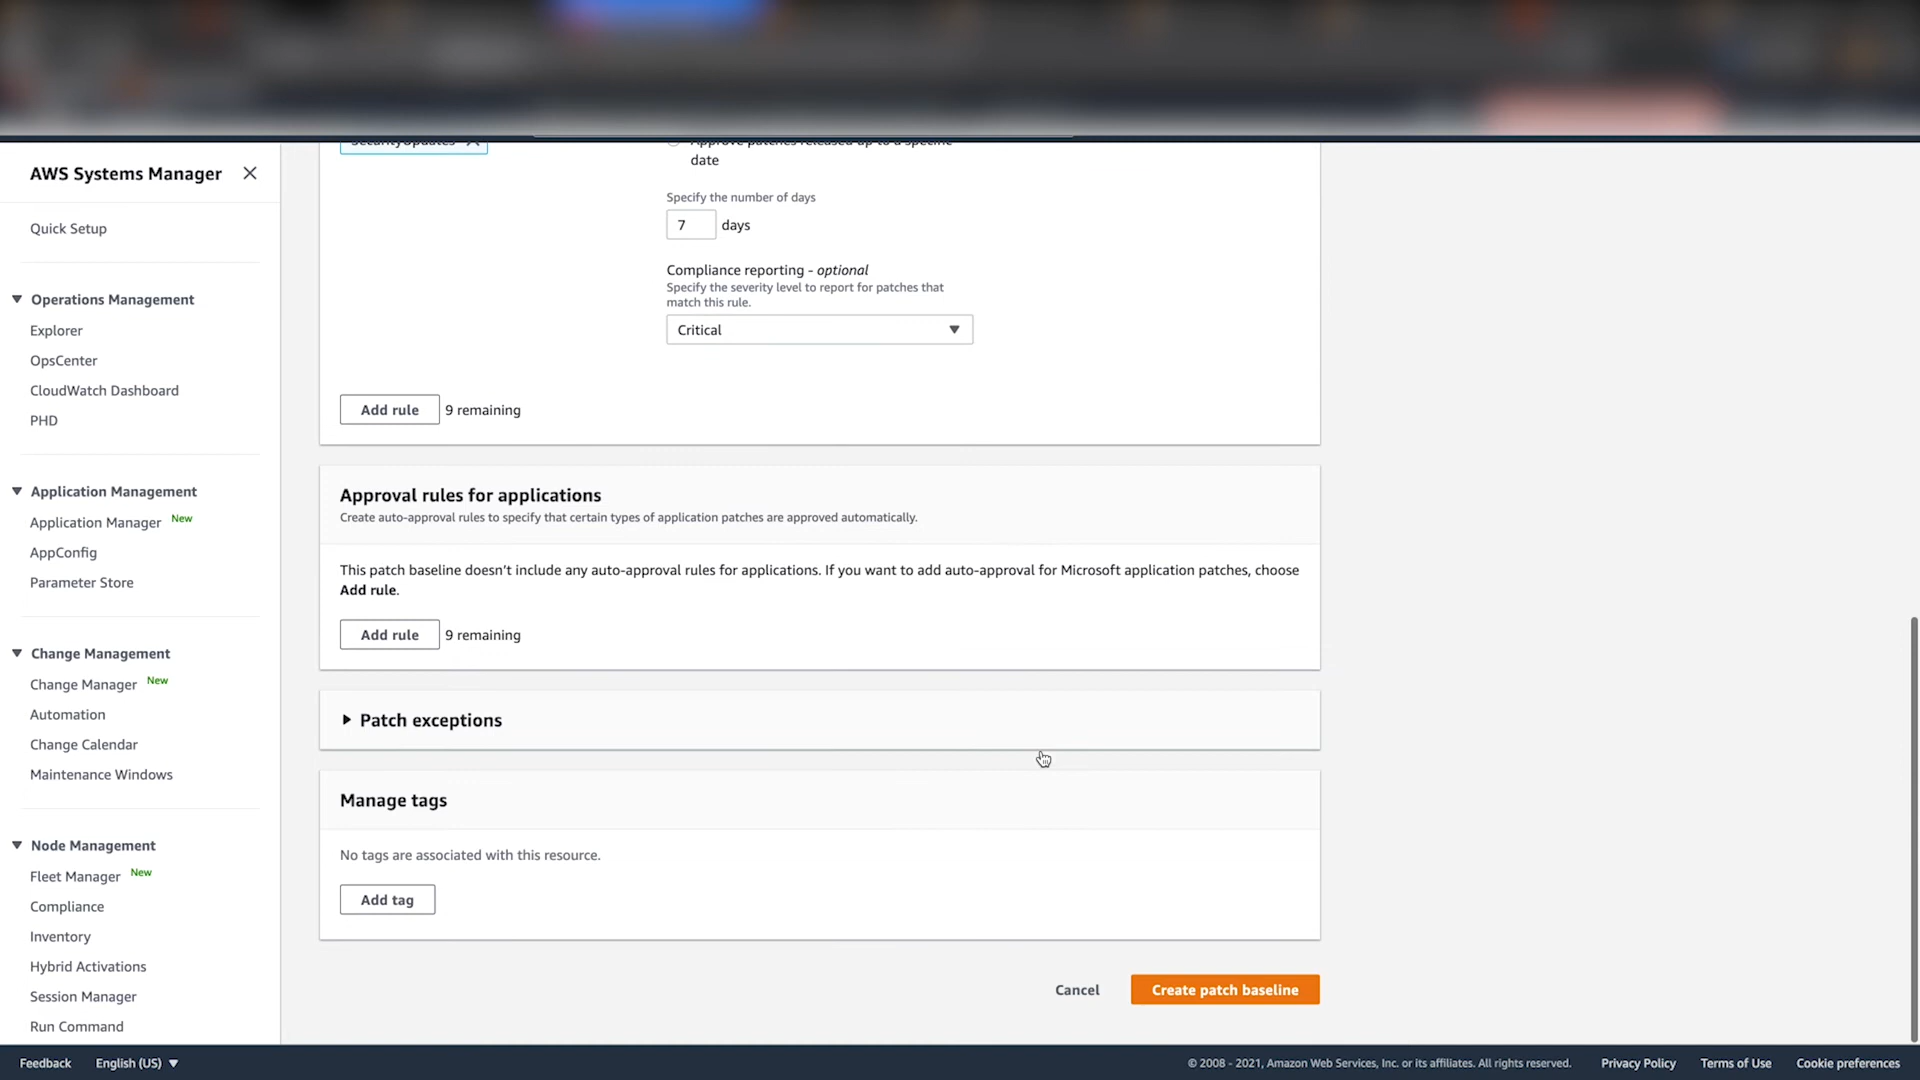 AWS Systems Manager
Quick Setup
Operations Management
Explorer
OpsCenter
CloudWatch Dashboard
PHD
Application Management
Application Manager New
AppConfig
Parameter Store
Change Management
Change Manager New
Automation
Change Calendar
Maintenance Windows
Node Management
Fleet Manager New
Compliance
Inventory
Hybrid Activations
Session Manager
Run Command
SecurityUpdates
Approve patches released up to a specific
date
Specify the number of days
7 days
Compliance reporting - optional
Specify the severity level to report for patches that
match this rule.
Critical
Add rule 9 remaining
Approval rules for applications
Create auto-approval rules to specify that certain types of application patches are approved automatically.
This patch baseline doesn't include any auto-approval rules for applications. If you want to add auto-approval for Microsoft application patches, choose
Add rule.
Add rule 9 remaining
Patch exceptions
Manage tags
No tags are associated with this resource.
Add tag
Cancel Create patch baseline
Feedback English (US) © 2008 - 2021, Amazon Web Services, Inc. or its affiliates. All rights reserved. Privacy Policy Terms of Use Cookie preferences